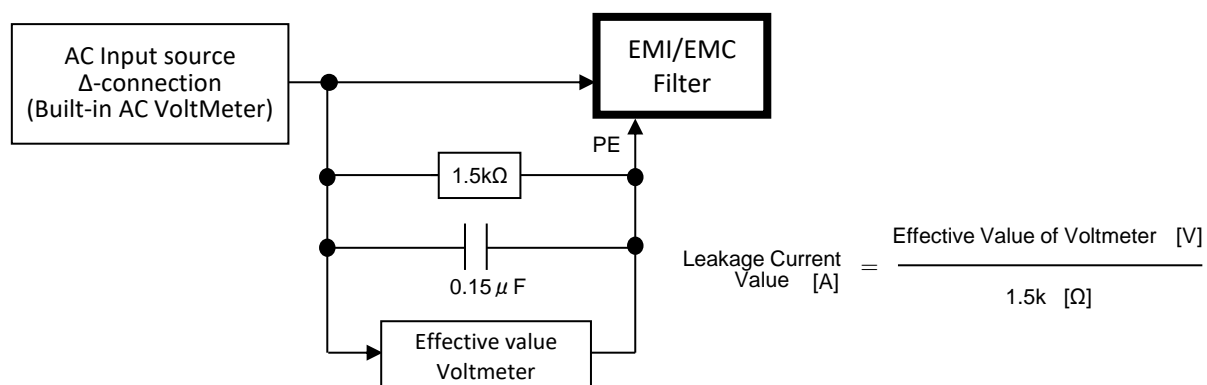 AC Input source
Δ-connection
(Built-in AC VoltMeter)
EMI/EMC
Filter
PE
1.5kΩ
0.15μF
Effective value
Voltmeter
Leakage Current
Value [A]
=
Effective Value of Voltmeter [V]
1.5k [Ω]